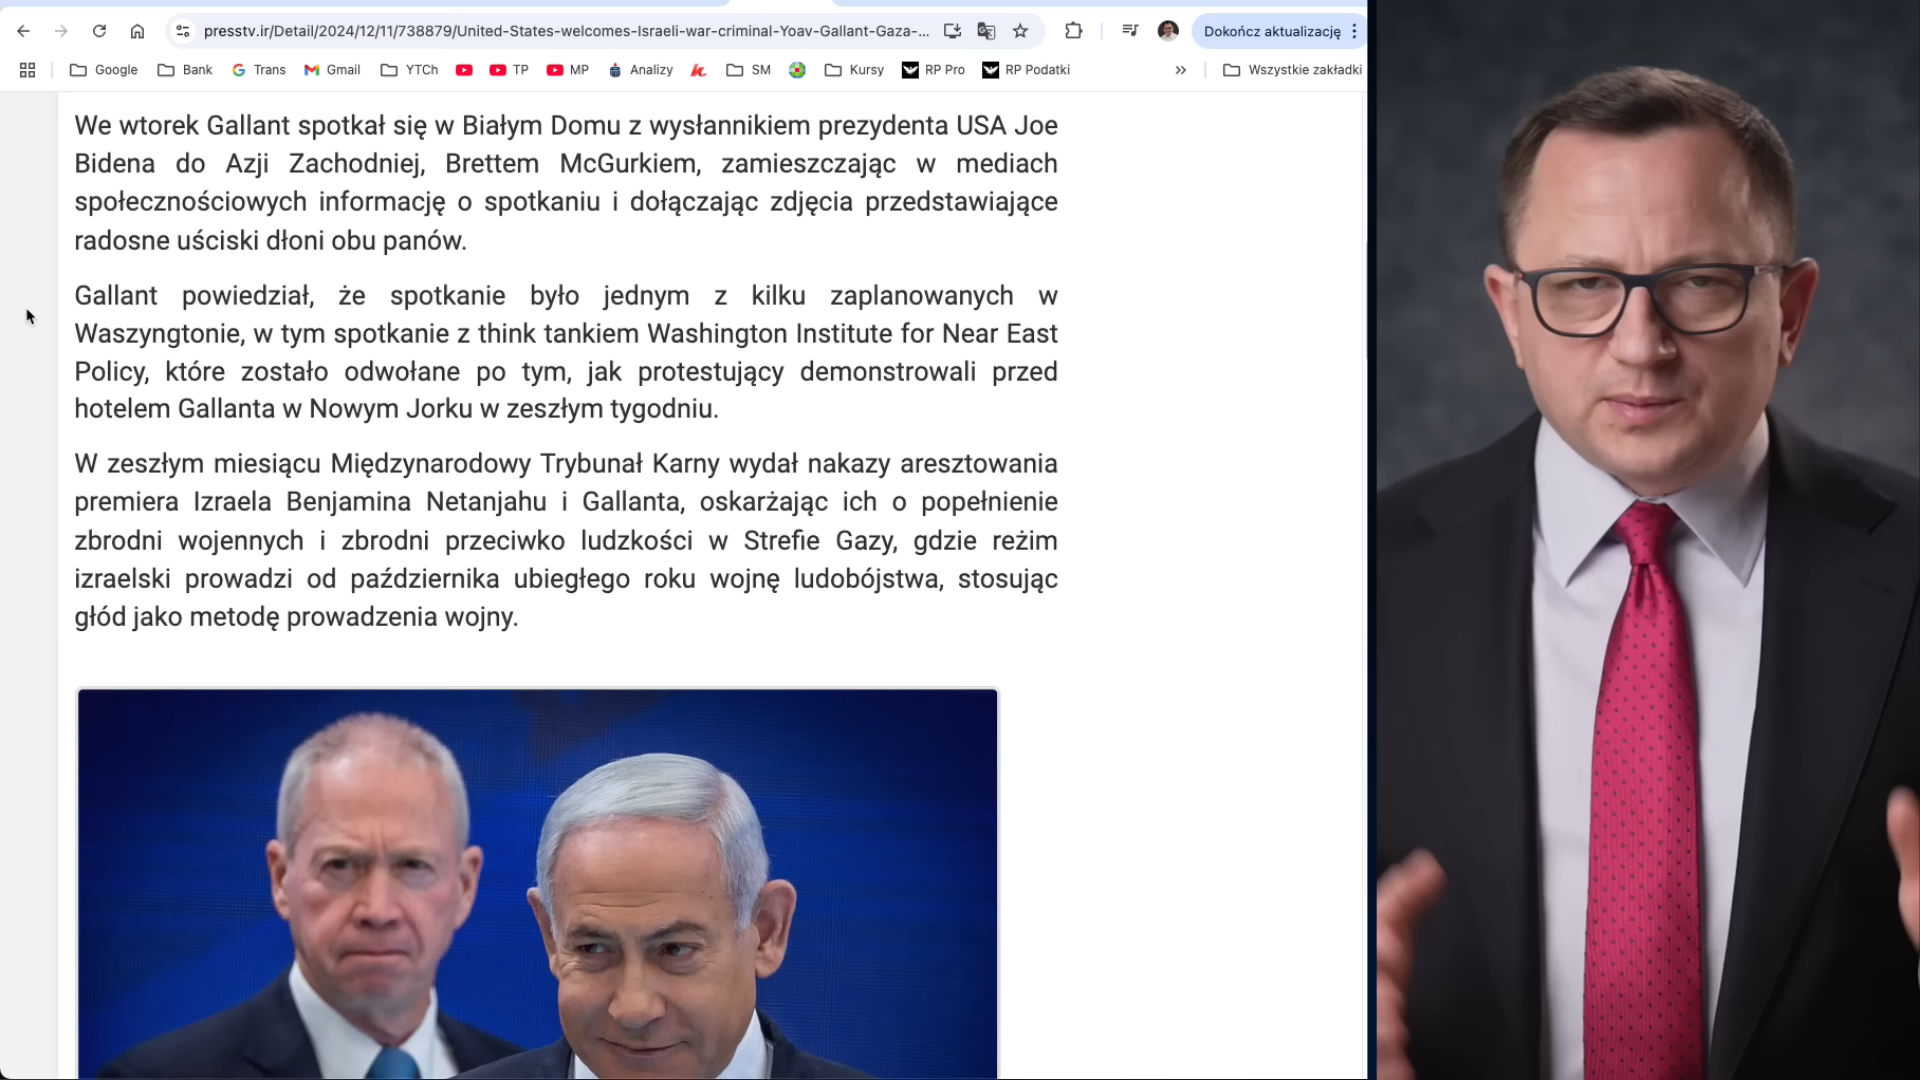 presstv.ir/Detail/2024/12/11/738879/United-States-welcomes-Israeli-war-criminal-Yoav-Gallant-Gaza-...
Dokończ aktualizację
Google Bank Trans Gmail YTCh TP MP Analizy SM Kursy RP Pro RP Podatki » Wszystkie zakładki
We wtorek Gallant spotkał się w Białym Domu z wysłannikiem prezydenta USA Joe
Bidena do Azji Zachodniej, Brettem McGurkiem, zamieszczając w mediach
społecznościowych informację o spotkaniu i dołączając zdjęcia przedstawiające
radosne uściski dłoni obu panów.
Gallant powiedział, że spotkanie było jednym z kilku zaplanowanych w
Waszyngtonie, w tym spotkanie z think tankiem Washington Institute for Near East
Policy, które zostało odwołane po tym, jak protestujący demonstrowali przed
hotelem Gallanta w Nowym Jorku w zeszłym tygodniu.
W zeszłym miesiącu Międzynarodowy Trybunał Karny wydał nakazy aresztowania
premiera Izraela Benjamina Netanjahu i Gallanta, oskarżając ich o popełnienie
zbrodni wojennych i zbrodni przeciwko ludzkości w Strefie Gazy, gdzie reżim
izraelski prowadzi od października ubiegłego roku wojnę ludobójstwa, stosując
głód jako metodę prowadzenia wojny.